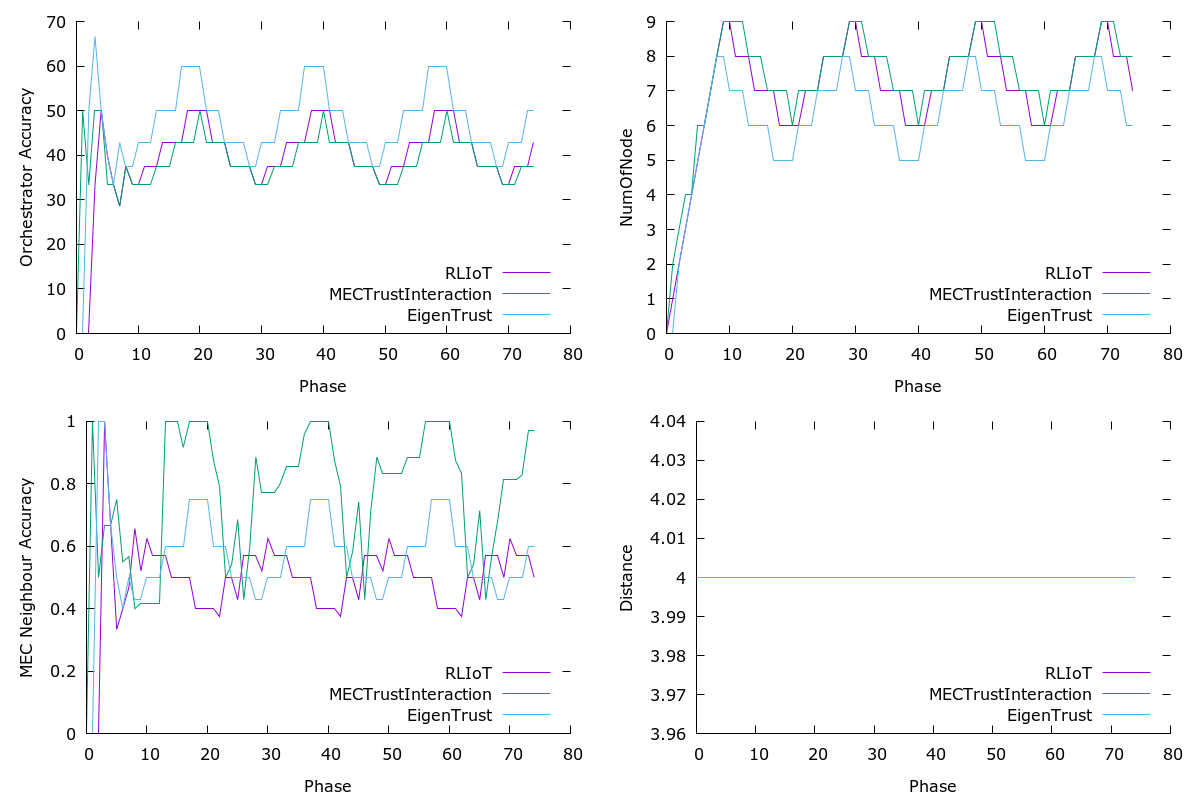 70
60
50
40
30
20
10
0
Orchestrator Accuracy
RLIoT
MECTrustInteraction
EigenTrust
0 10 20 30 40 50 60 70 80
Phase
9
8
7
6
5
4
3
2
1
0
NumOfNode
RLIoT
MECTrustInteraction
EigenTrust
0 10 20 30 40 50 60 70 80
Phase
1
0.8
0.6
0.4
0.2
0
MEC Neighbour Accuracy
RLIoT
MECTrustInteraction
EigenTrust
0 10 20 30 40 50 60 70 80
Phase
4.04
4.03
4.02
4.01
4
3.99
3.98
3.97
3.96
Distance
RLIoT
MECTrustInteraction
EigenTrust
0 10 20 30 40 50 60 70 80
Phase